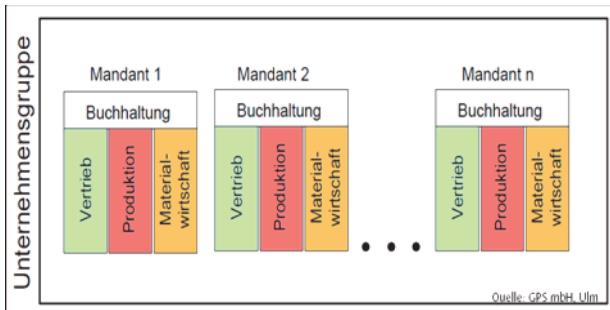 Unternehmensgruppe
Mandant 1
Buchhaltung
Vertrieb
Produktion
Material-
wirtschaft
Mandant 2
Buchhaltung
Vertrieb
Produktion
Material-
wirtschaft
• • •
Mandant n
Buchhaltung
Vertrieb
Produktion
Material-
wirtschaft
Quelle: GPS mbH, Ulm